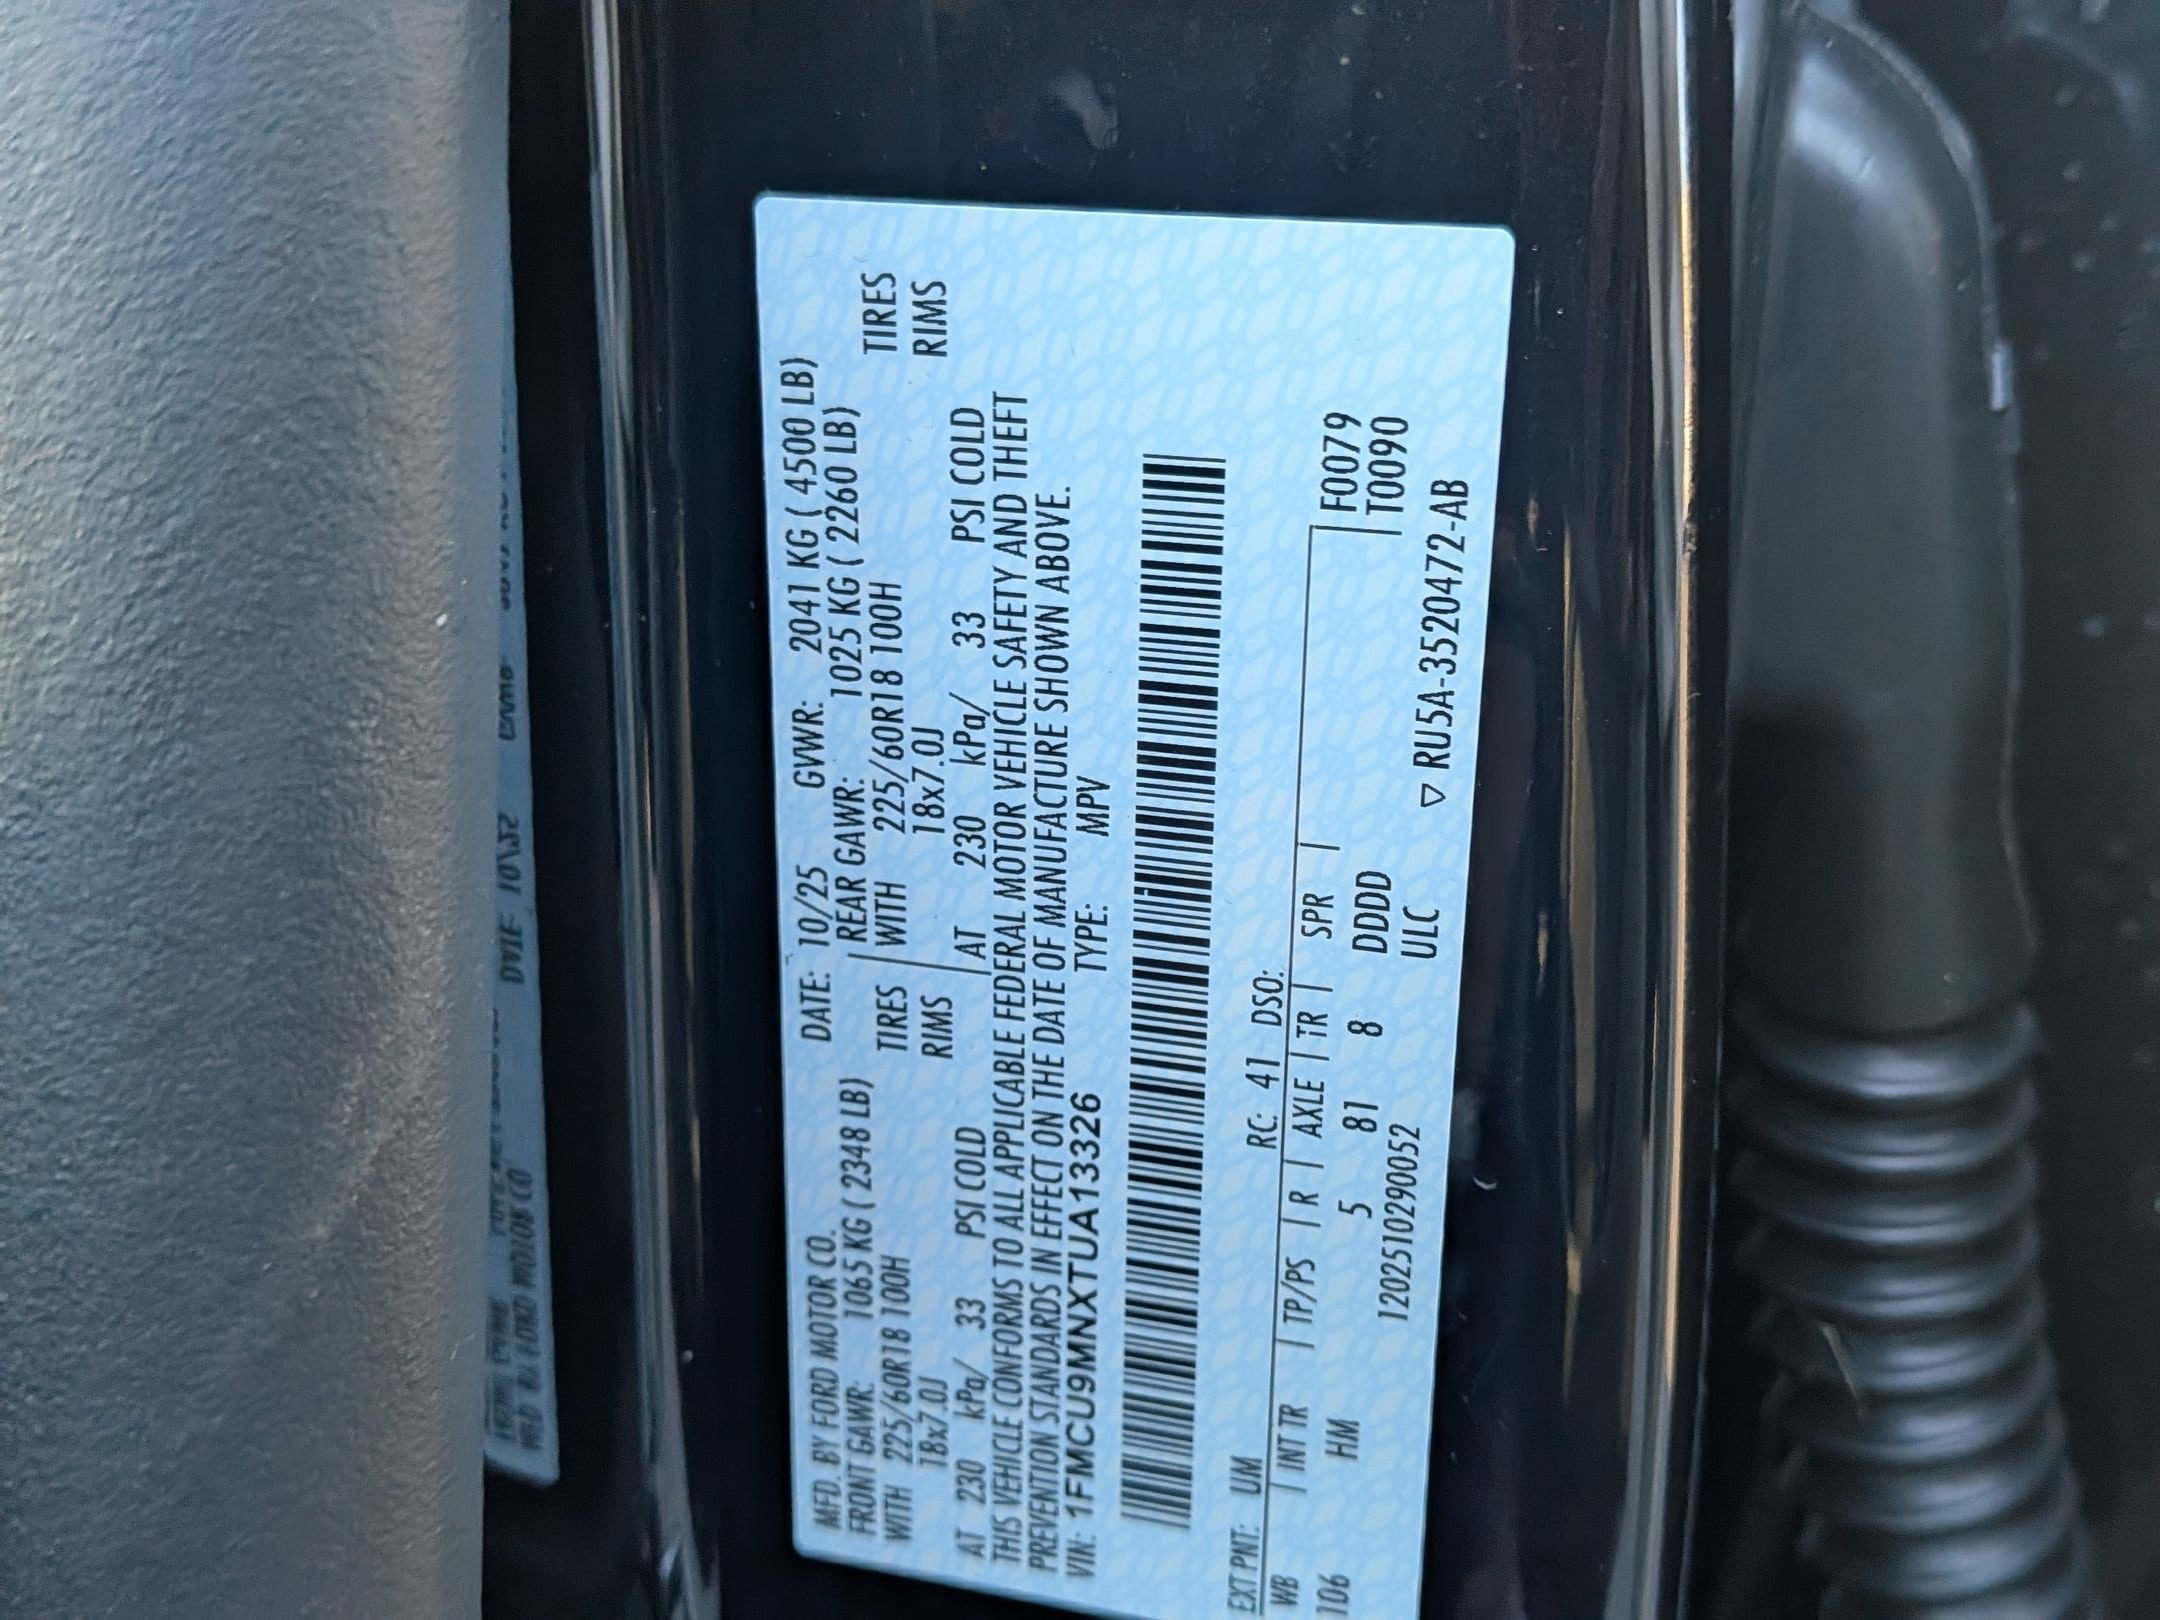 MFD. BY FORD MOTOR CO. DATE: 10/25 GVWR: 2041 KG ( 4500 LB)
FRONT GAWR: 1065 KG ( 2348 LB) REAR GAWR: 1025 KG ( 2260 LB)
WITH 225/60R18 100H TIRES WITH 225/60R18 100H TIRES
18x7.0J RIMS 18x7.0J RIMS
AT 230 kPa/ 33 PSI COLD AT 230 kPa/ 33 PSI COLD
THIS VEHICLE CONFORMS TO ALL APPLICABLE FEDERAL MOTOR VEHICLE SAFETY AND THEFT
PREVENTION STANDARDS IN EFFECT ON THE DATE OF MANUFACTURE SHOWN ABOVE.
VIN: 1FMCU9MNXTUA13326 TYPE: MPV
EXT PNT: UM RC: 41 DSO:
WB | INT TR | TP/PS | R | AXLE | TR | SPR | F0079
106 HM 5 81 8 DDDD T0090
1202510290052 ULC
▽ RU5A-3520472-AB